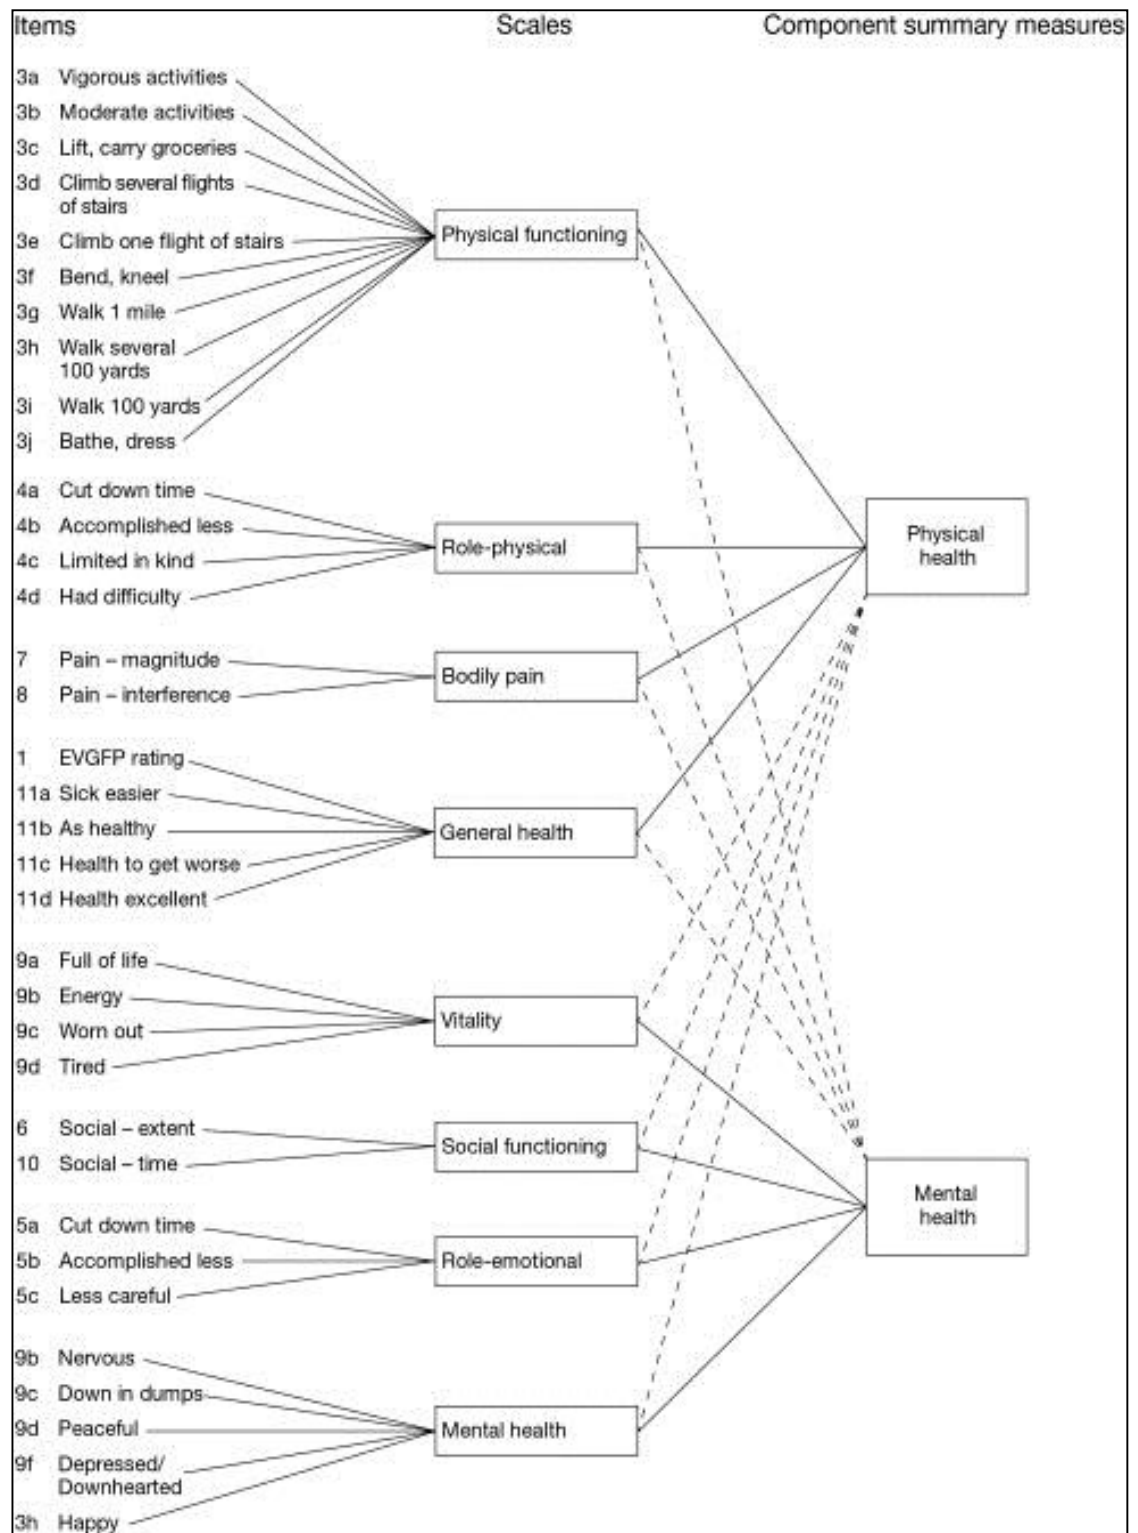 Items Scales Component summary measures
3a Vigorous activities
3b Moderate activities
3c Lift, carry groceries
3d Climb several flights
of stairs
3e Climb one flight of stairs
3f Bend, kneel
3g Walk 1 mile
3h Walk several
100 yards
3i Walk 100 yards
3j Bathe, dress
Physical functioning
4a Cut down time
4b Accomplished less
4c Limited in kind
4d Had difficulty
Role-physical
7 Pain – magnitude
8 Pain – interference
Bodily pain
1 EVGFP rating
11a Sick easier
11b As healthy
11c Health to get worse
11d Health excellent
General health
9a Full of life
9b Energy
9c Worn out
9d Tired
Vitality
6 Social – extent
10 Social – time
Social functioning
5a Cut down time
5b Accomplished less
5c Less careful
Role-emotional
9b Nervous
9c Down in dumps
9d Peaceful
9f Depressed/
Downhearted
3h Happy
Mental health
Physical
health
Mental
health